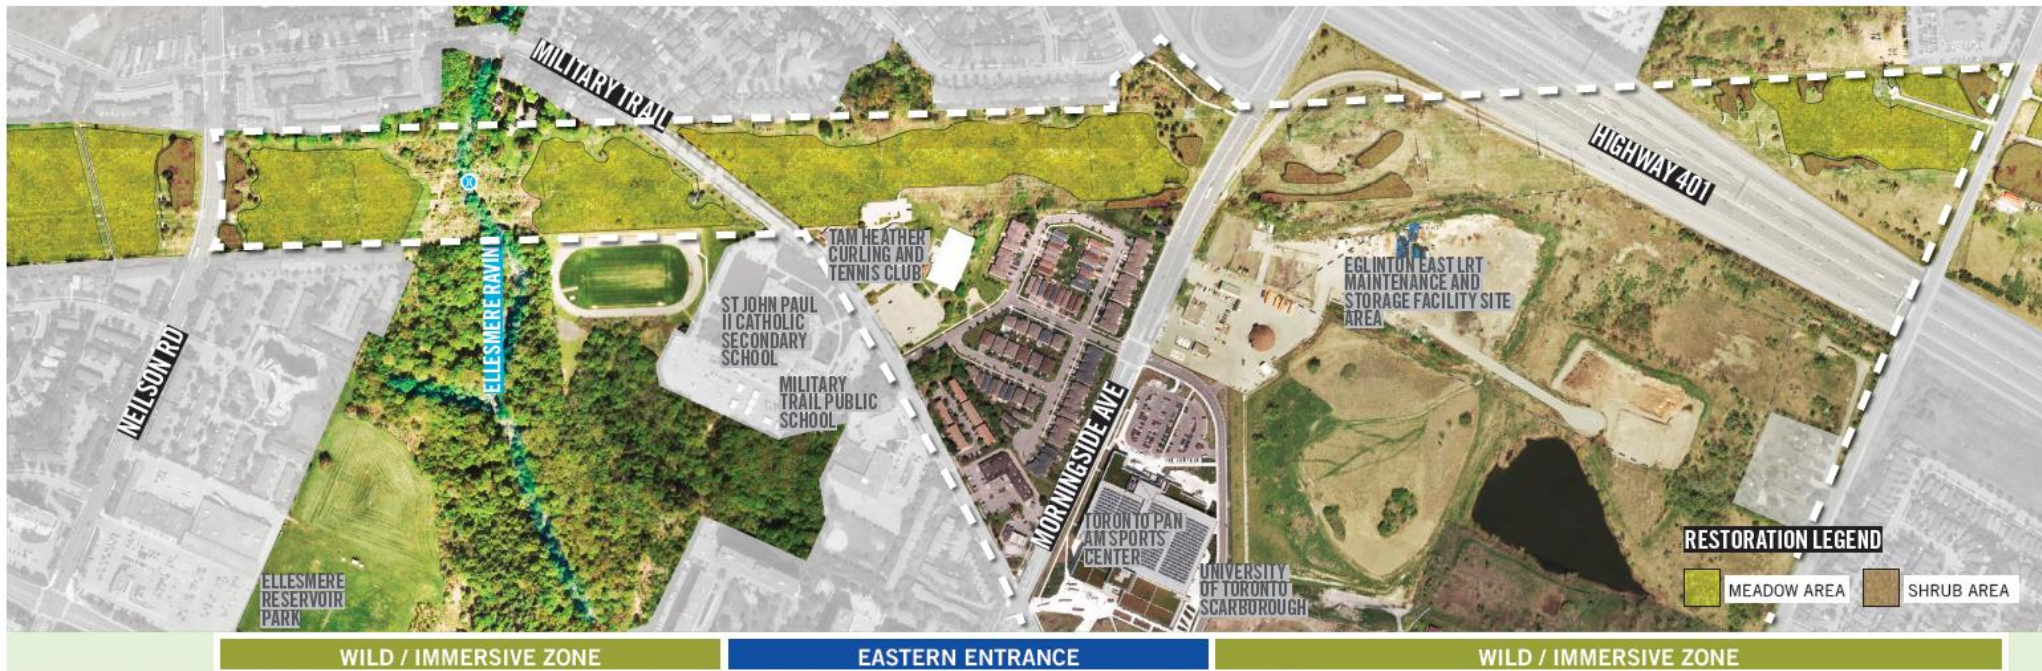 MILITARY TRAIL
HIGHWAY 401
ELLESMERE RAVINE
TAM HEATHER
CURLING AND
TENNIS CLUB
EGLINTON EAST LRT
MAINTENANCE AND
STORAGE FACILITY SITE
AREA
ST JOHN PAUL
II CATHOLIC
SECONDARY
SCHOOL
NEILSON RD
MILITARY
TRAIL PUBLIC
SCHOOL
MORNINGSIDE AVE
TORONTO PAN
AM SPORTS
CENTER
UNIVERSITY
OF TORONTO
SCARBOROUGH
ELLESMERE
RESERVOIR
PARK
RESTORATION LEGEND
MEADOW AREA
SHRUB AREA
WILD / IMMERSIVE ZONE
EASTERN ENTRANCE
WILD / IMMERSIVE ZONE